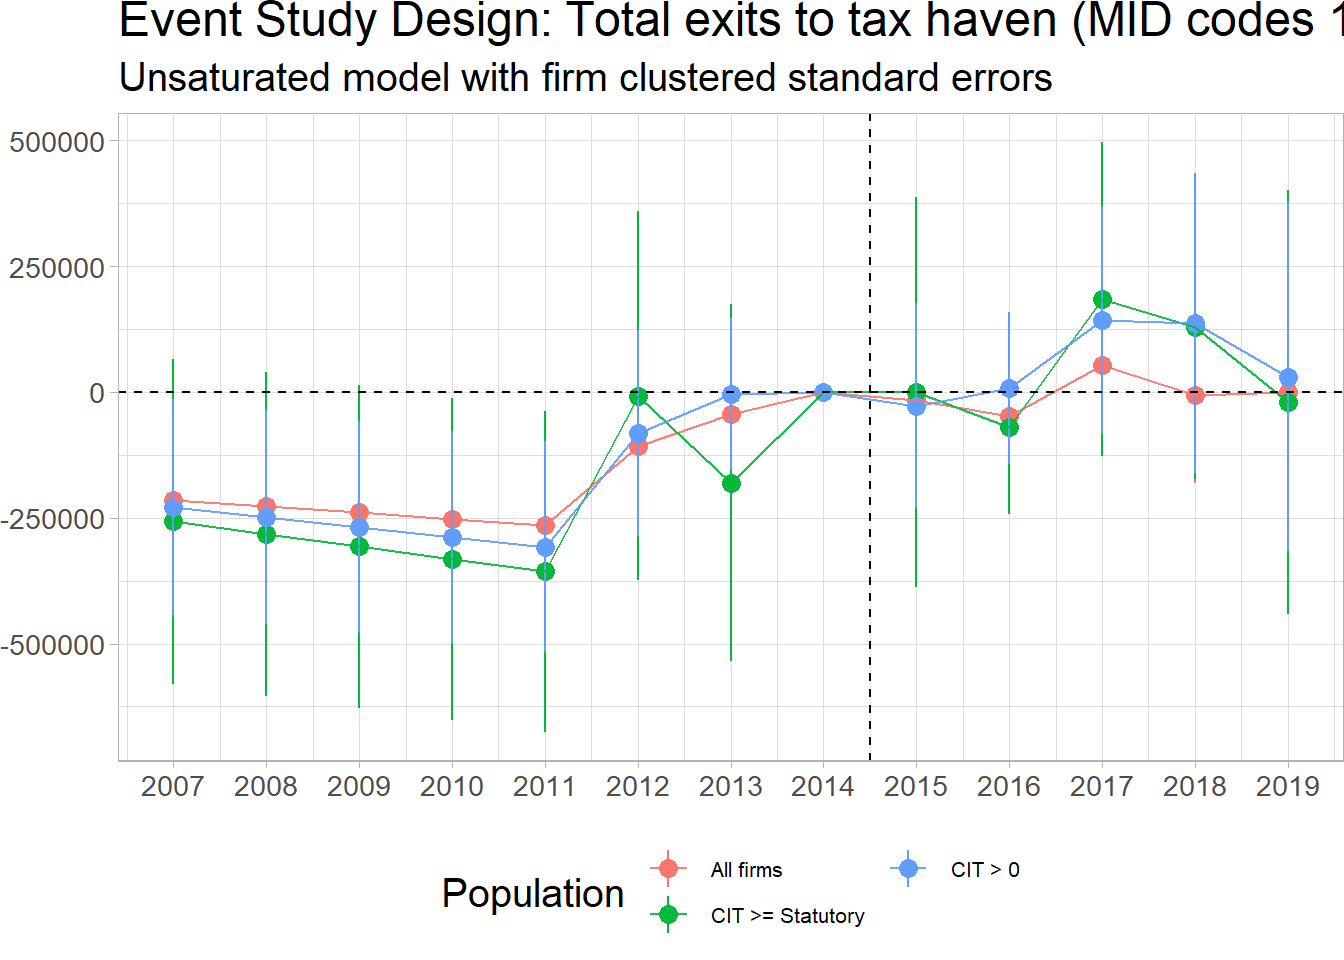 Event Study Design: Total exits to tax haven (MID codes 1
Unsaturated model with firm clustered standard errors
500000
250000
0
-250000
-500000
2007 2008 2009 2010 2011 2012 2013 2014 2015 2016 2017 2018 2019
Population
All firms
CIT > 0
CIT >= Statutory